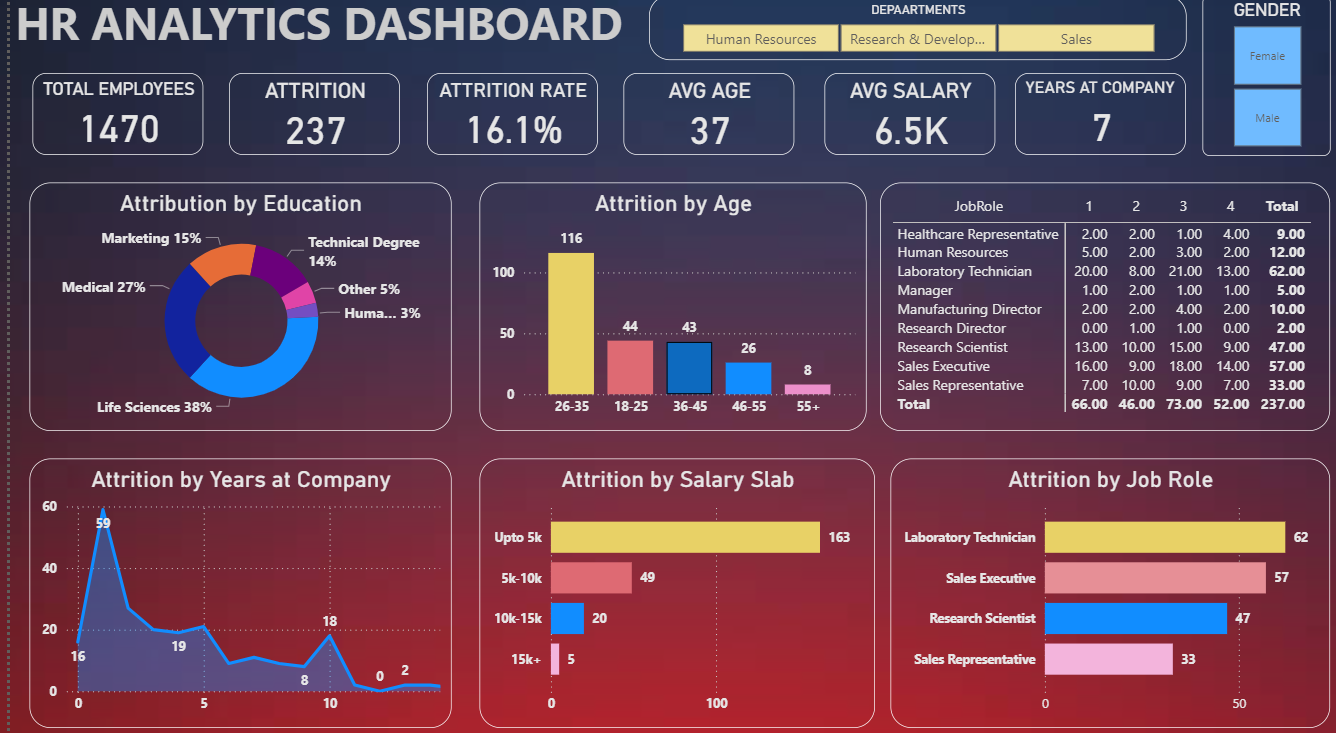 HR ANALYTICS DASHBOARD
DEPAARTMENTS
Human Resources
Research & Develop...
Sales
GENDER
Female
Male
TOTAL EMPLOYEES
1470
ATTRITION
237
ATTRITION RATE
16.1%
AVG AGE
37
AVG SALARY
6.5K
YEARS AT COMPANY
7
Attribution by Education
Marketing 15%
Technical Degree
14%
Medical 27%
Other 5%
Huma... 3%
Life Sciences 38%
Attrition by Age
116
100
44
43
50
26
8
0
26-35 18-25 36-45 46-55 55+
JobRole 1 2 3 4 Total
Healthcare Representative 2.00 2.00 1.00 4.00 9.00
Human Resources 5.00 2.00 3.00 2.00 12.00
Laboratory Technician 20.00 8.00 21.00 13.00 62.00
Manager 1.00 2.00 1.00 1.00 5.00
Manufacturing Director 2.00 2.00 4.00 2.00 10.00
Research Director 0.00 1.00 1.00 0.00 2.00
Research Scientist 13.00 10.00 15.00 9.00 47.00
Sales Executive 16.00 9.00 18.00 14.00 57.00
Sales Representative 7.00 10.00 9.00 7.00 33.00
Total 66.00 46.00 73.00 52.00 237.00
Attrition by Years at Company
60
59
40
20
18
16
19
8
0
2
0
0 5 10
Attrition by Salary Slab
Upto 5k 163
5k-10k 49
10k-15k 20
15k+ 5
0 100
Attrition by Job Role
Laboratory Technician 62
Sales Executive 57
Research Scientist 47
Sales Representative 33
0 50